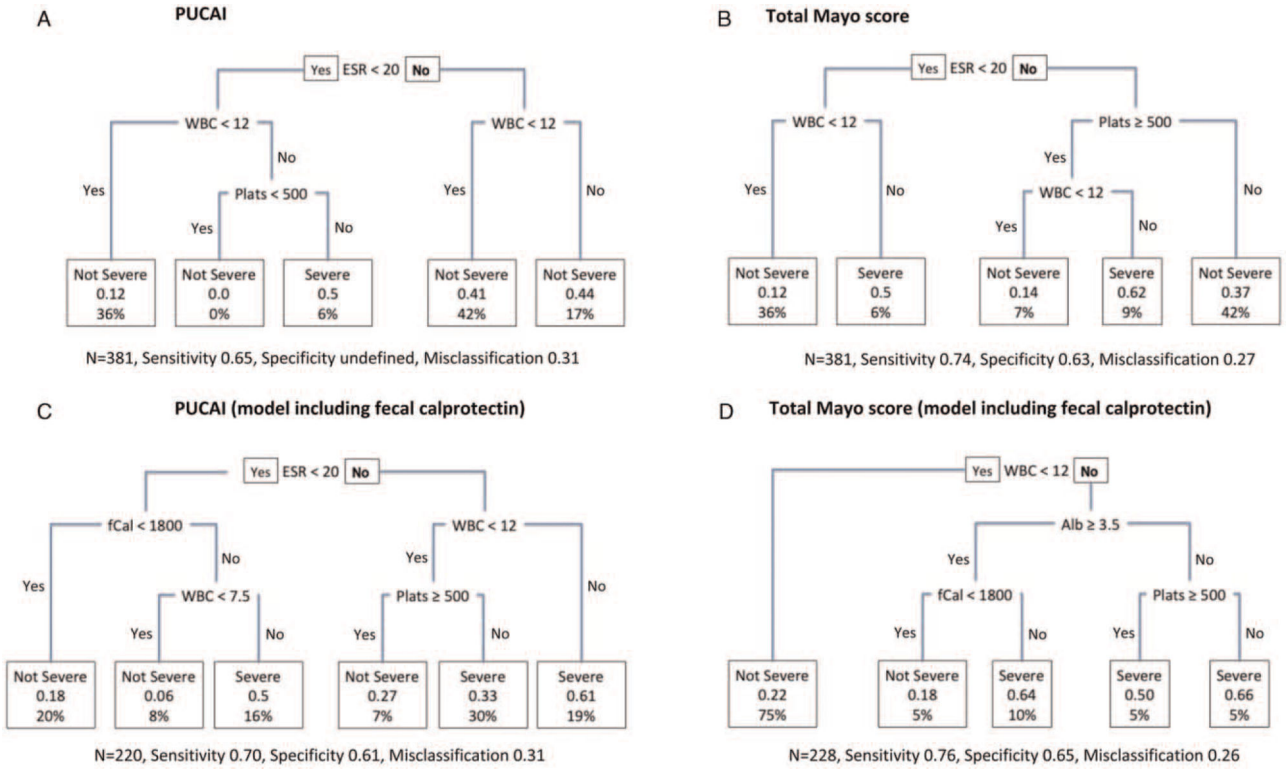 A
PUCAI
Yes ESR < 20 No
WBC < 12
WBC < 12
No
Yes
Plats < 500
Yes
No
Yes
No
Not Severe
0.12
36%
Not Severe
0.0
0%
Severe
0.5
6%
Not Severe
0.41
42%
Not Severe
0.44
17%
N=381, Sensitivity 0.65, Specificity undefined, Misclassification 0.31
B
Total Mayo score
Yes ESR < 20 No
WBC < 12
Plats ≥ 500
Yes
Yes
No
WBC < 12
No
Yes
No
Not Severe
0.12
36%
Severe
0.5
6%
Not Severe
0.14
7%
Severe
0.62
9%
Not Severe
0.37
42%
N=381, Sensitivity 0.74, Specificity 0.63, Misclassification 0.27
C
PUCAI (model including fecal calprotectin)
Yes ESR < 20 No
fCal < 1800
WBC < 12
Yes
No
Yes
No
WBC < 7.5
Plats ≥ 500
Yes
No
Yes
No
Not Severe
0.18
20%
Not Severe
0.06
8%
Severe
0.5
16%
Not Severe
0.27
7%
Severe
0.33
30%
Severe
0.61
19%
N=220, Sensitivity 0.70, Specificity 0.61, Misclassification 0.31
D
Total Mayo score (model including fecal calprotectin)
Yes WBC < 12 No
Alb ≥ 3.5
Yes
No
fCal < 1800
Plats ≥ 500
Yes
No
Yes
No
Not Severe
0.22
75%
Not Severe
0.18
5%
Severe
0.64
10%
Severe
0.50
5%
Severe
0.66
5%
N=228, Sensitivity 0.76, Specificity 0.65, Misclassification 0.26